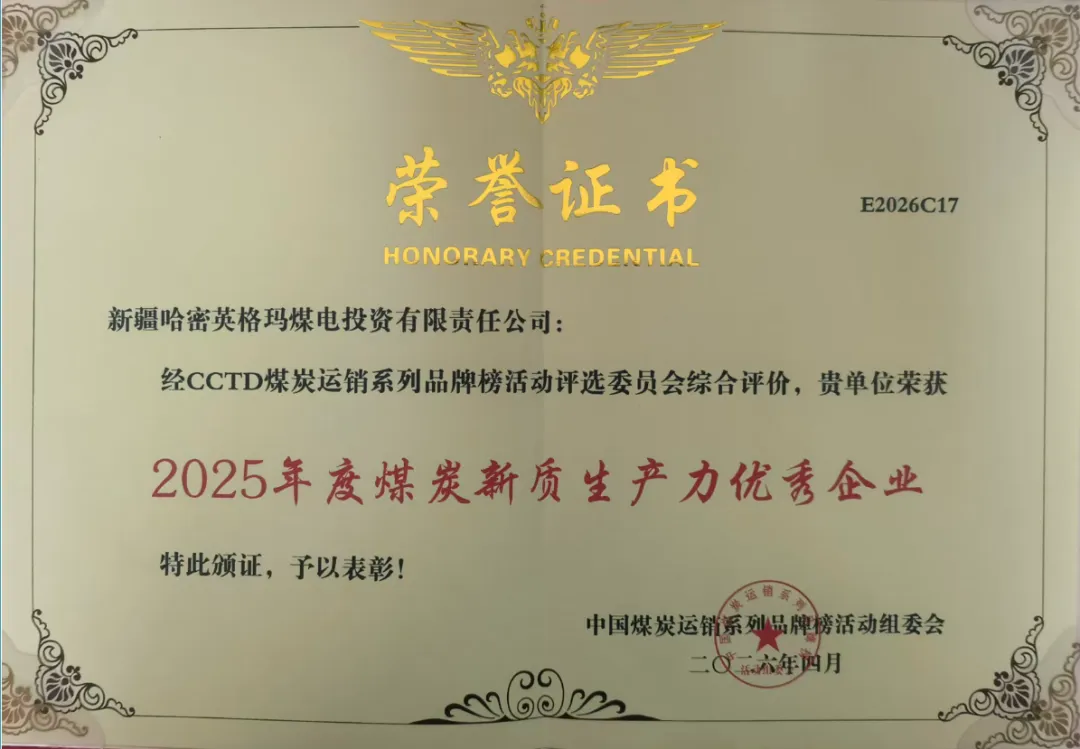 荣誉证书
E2026C17
HONORARY CREDENTIAL
新疆哈密英格玛煤电投资有限责任公司：
经CCTD煤炭运销系列品牌榜活动评选委员会综合评价，贵单位荣获
2025年度煤炭新质生产力优秀企业
特此颁证，予以表彰！
中国煤炭运销系列品牌榜活动组委会
二〇二六年四月